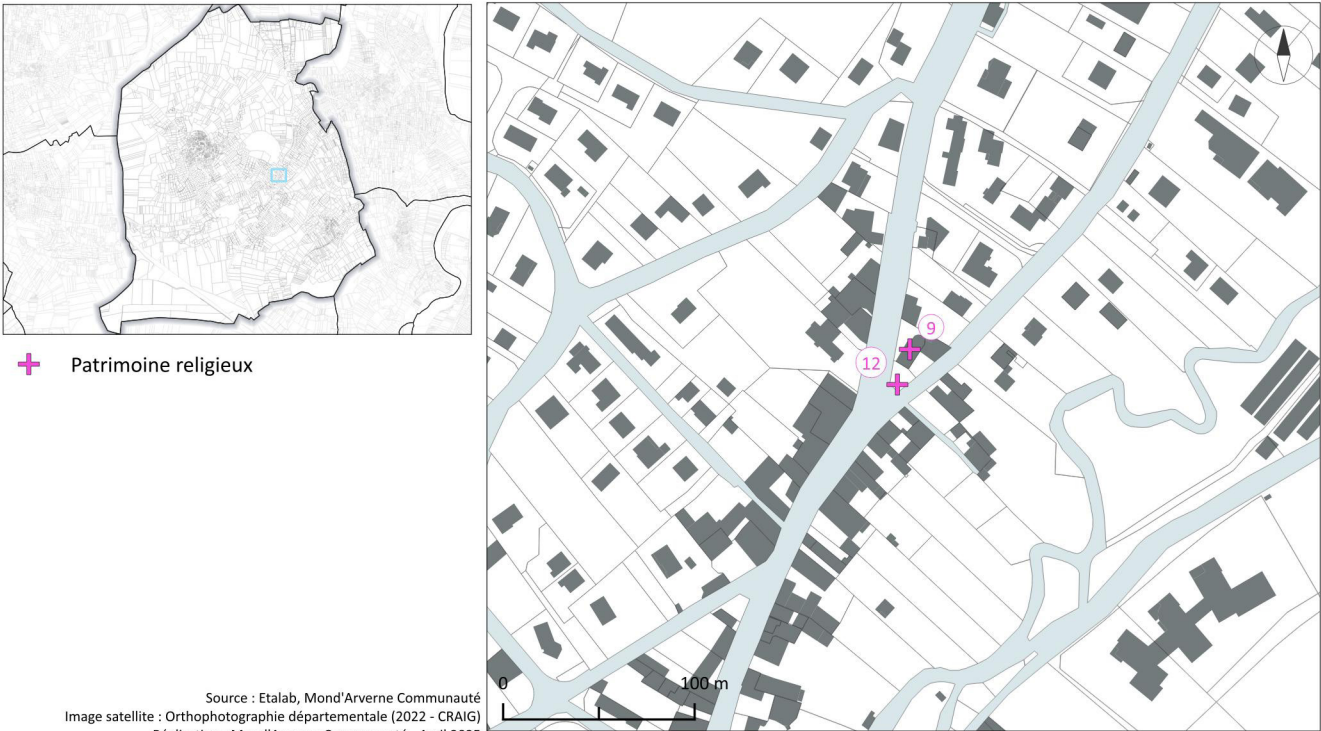 Patrimoine religieux
9
12
0
100 m
Source : Etalab, Mond'Arverne Communauté
Image satellite : Orthophotographie départementale (2022 - CRAIG)